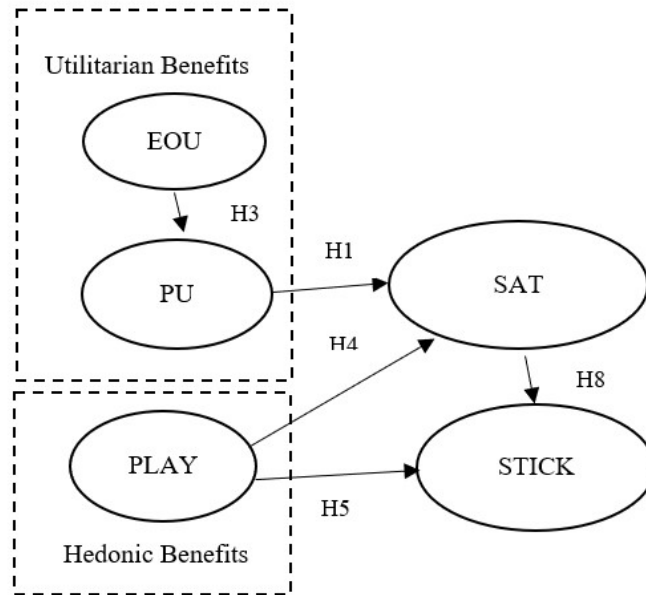 Utilitarian Benefits
EOU
H3
PU
H1
SAT
H4
H8
PLAY
STICK
H5
Hedonic Benefits